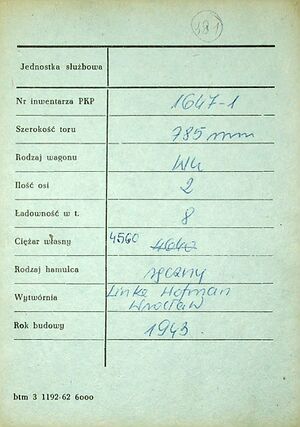 181
Jednostka służbowa
Nr inwentarza PKP 1647-1
Szerokość toru 785 mm
Rodzaj wagonu Wu
Ilość osi 2
Ładowność w t. 8
Ciężar własny 4560 4640
Rodzaj hamulca ręczny
Wytwórnia Linke Hofman
Wrocław
Rok budowy 1943.
btm 3 1192-62 6000